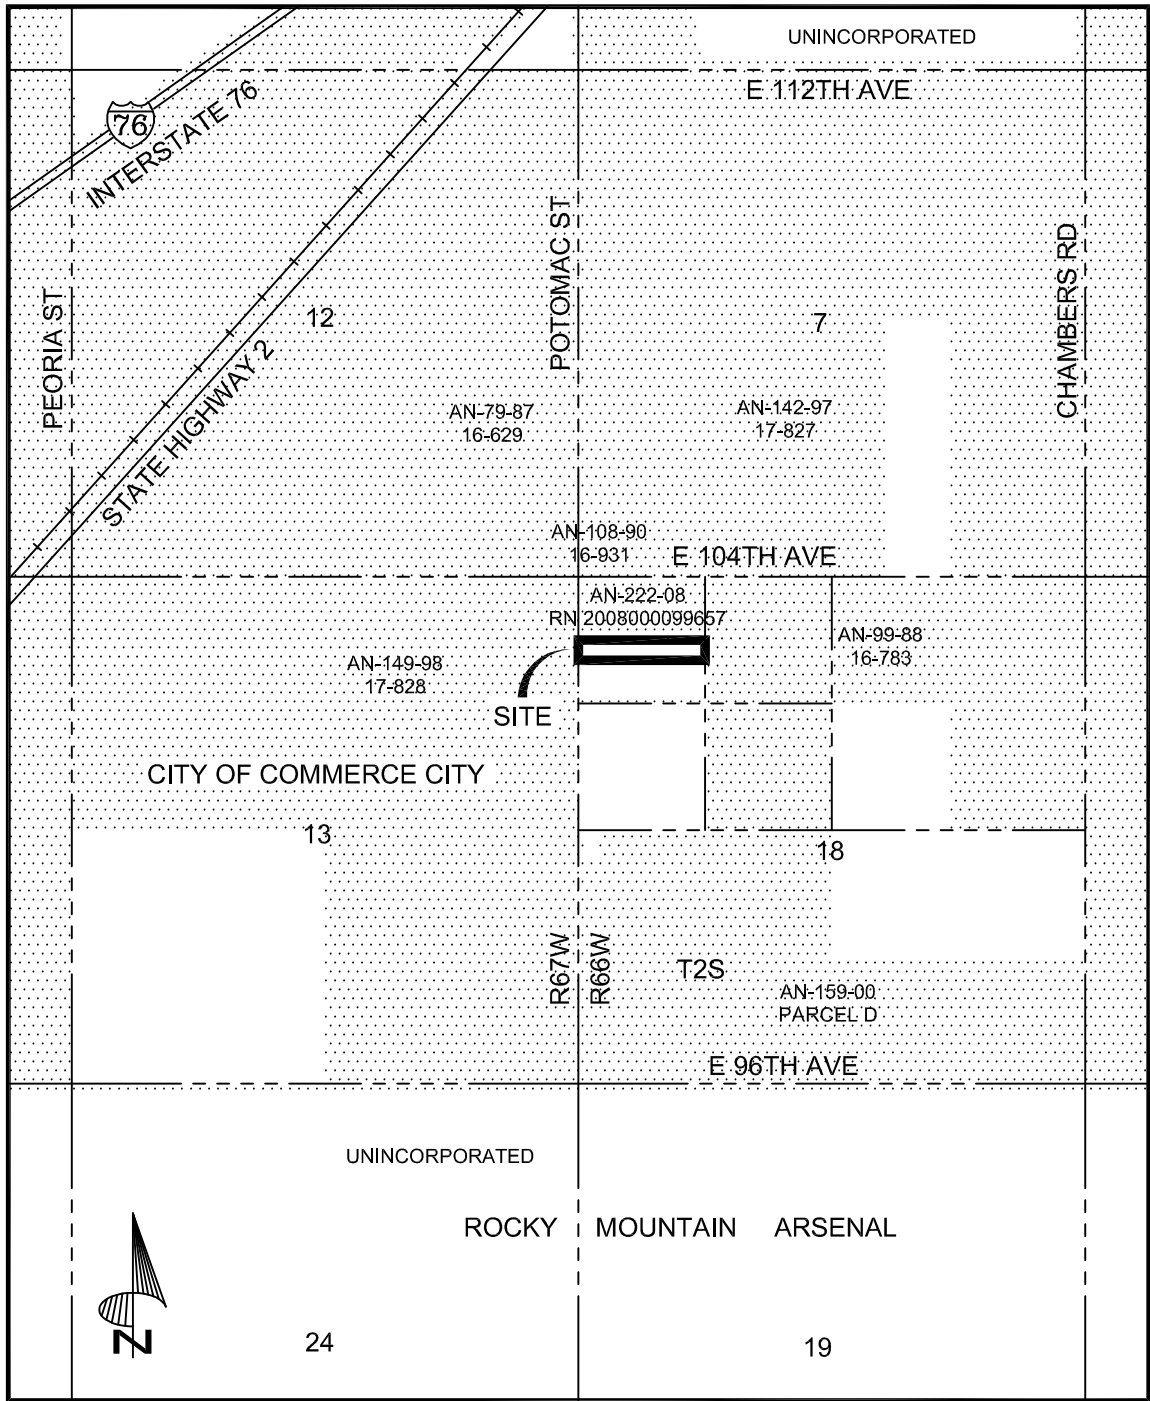 UNINCORPORATED
E 112TH AVE
76
INTERSTATE 76
POTOMAC ST
CHAMBERS RD
PEORIA ST
12
7
STATE HIGHWAY 2
AN-79-87
16-629
AN-142-97
17-827
AN-108-90
16-931
E 104TH AVE
AN-222-08
RN 2008000099657
AN-99-88
16-783
AN-149-98
17-828
SITE
CITY OF COMMERCE CITY
13
18
R67W
R66W
T2S
AN-159-00
PARCEL D
E 96TH AVE
UNINCORPORATED
ROCKY MOUNTAIN ARSENAL
N
24
19